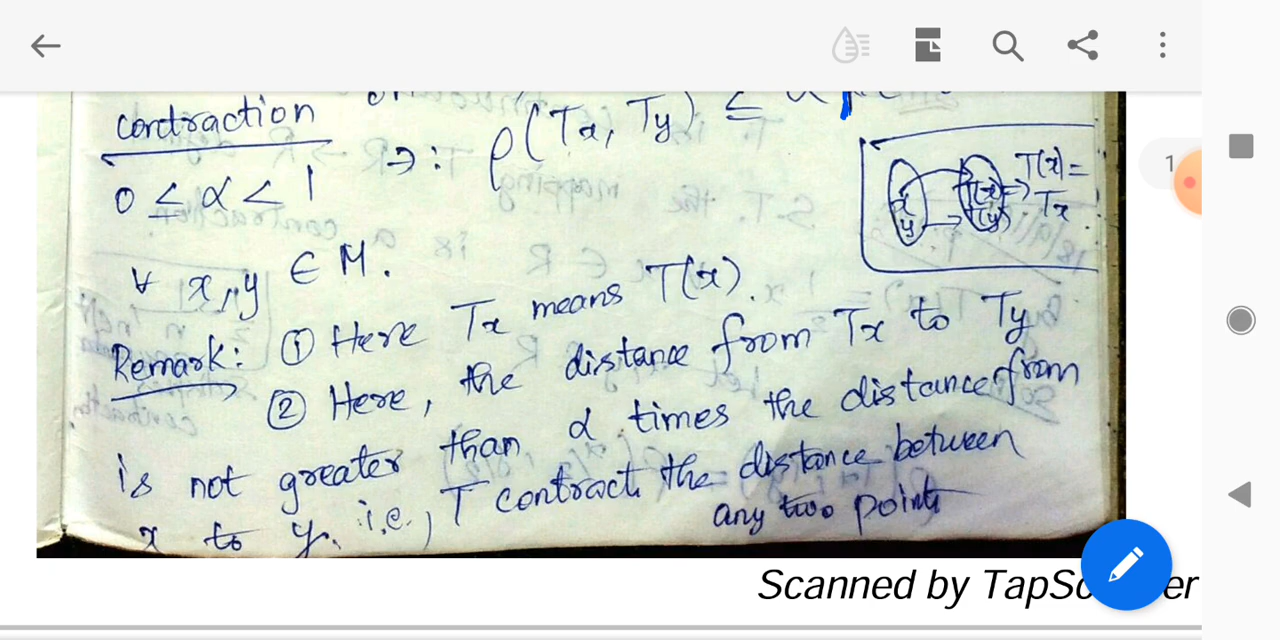 contraction
ρ(Tx, Ty) ≤ α
0 ≤ α < 1
T(x) =
Tx
x
y
T(x)
T(y)
∀ x, y ∈ M.
Remark: ① Here Tx means T(x).
② Here, the distance from Tx to Ty
is not greater than α times the distance from
x to y. i.e., T contract the distance between
any two points
1
Scanned by TapSc er